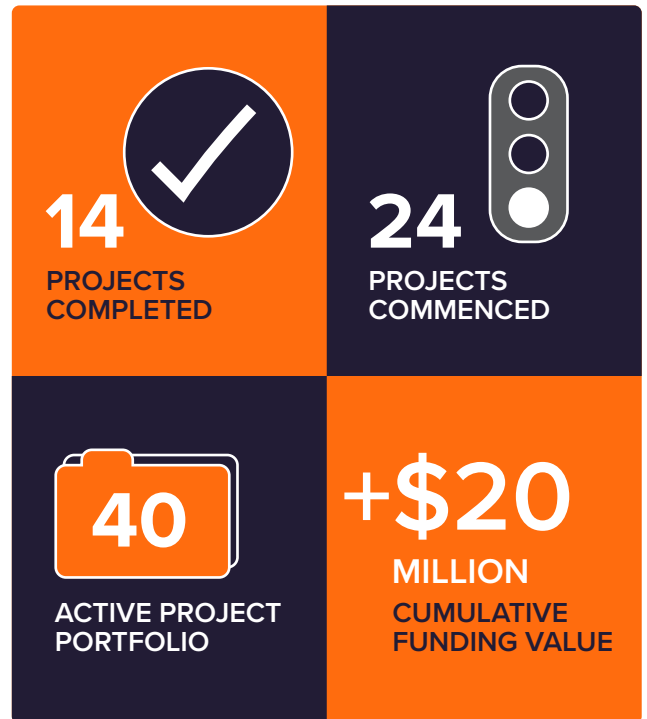 14
PROJECTS
COMPLETED
24
PROJECTS
COMMENCED
40
ACTIVE PROJECT
PORTFOLIO
+$20
MILLION
CUMULATIVE
FUNDING VALUE